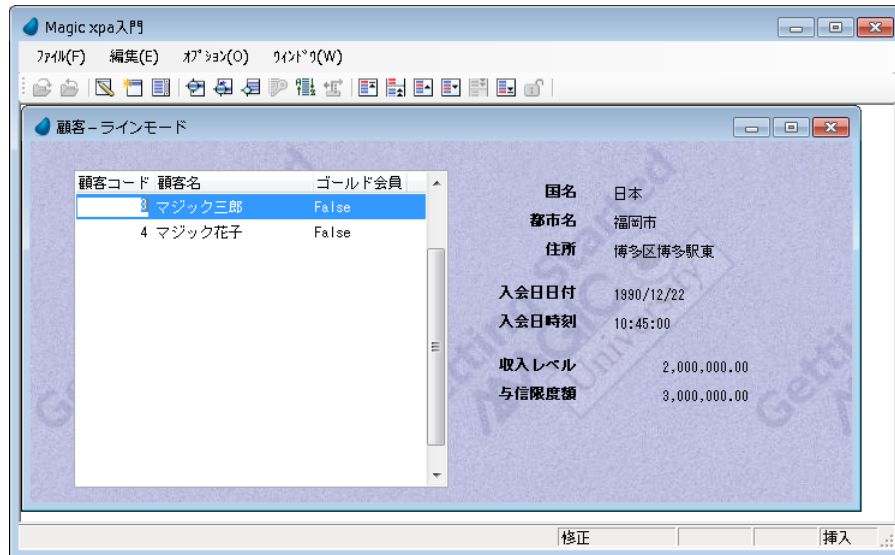 Magic xpa入門
ﾌｧｲﾙ(F) 編集(E) ｵﾌﾟｼｮﾝ(O) ｳｨﾝﾄﾞｳ(W)
顧客－ラインモード
顧客コード 顧客名 ゴールド会員
3 マジック三郎 False
4 マジック花子 False
国名 日本
都市名 福岡市
住所 博多区博多駅東
入会日日付 1990/12/22
入会日時刻 10:45:00
収入レベル 2,000,000.00
与信限度額 3,000,000.00
Getting Started
MAGIC
University
修正 挿入